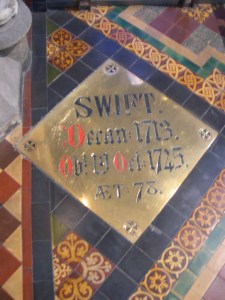 SWIFT.
Decan. 1713.
Ob: 19 Oct. 1745.
ÆT 78.